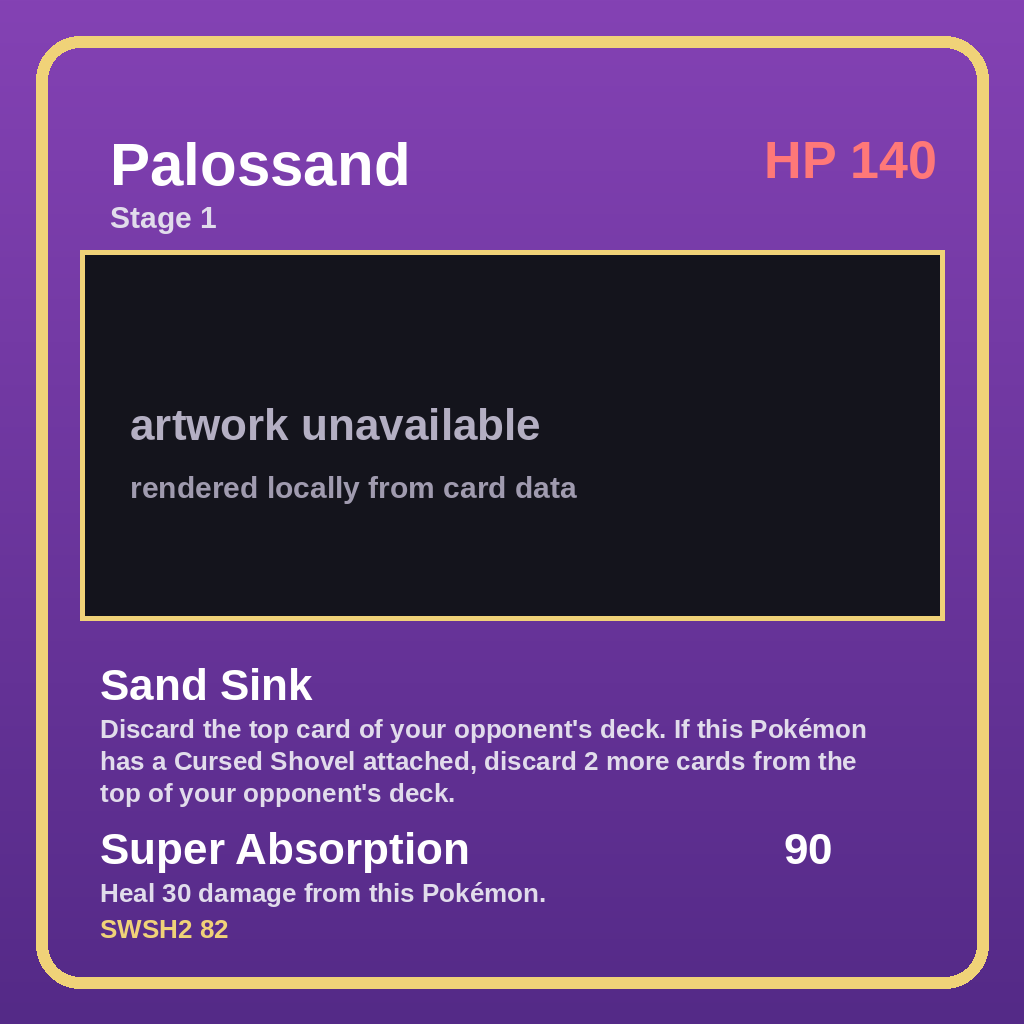 Palossand
HP 140
Stage 1
artwork unavailable
rendered locally from card data
Sand Sink
Discard the top card of your opponent's deck. If this Pokémon
has a Cursed Shovel attached, discard 2 more cards from the
top of your opponent's deck.
Super Absorption 90
Heal 30 damage from this Pokémon.
SWSH2 82